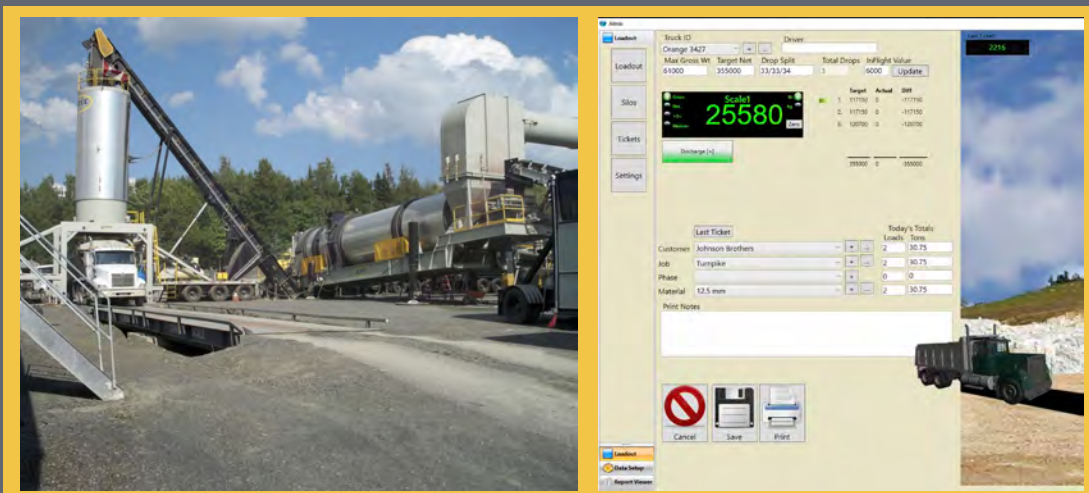 Admin
Loadout
Truck ID
Driver
Orange 3427
+
...
Max Gross Wt Target Net Drop Split Total Drops InFlight Value
61000 355000 33/33/34 3 6000 Update
Last Ticket
2216
Loadout
Silos
Tickets
Settings
Scale1
25580
Zero
Target Actual Diff
1. 117150 0 -117150
2. 117150 0 -117150
3. 120700 0 -120700
355000 0 -355000
Discharge [+]
Last Ticket
Today's Totals
Loads Tons
Customer Johnson Brothers + ... 2 30.75
Job Turnpike + ... 2 30.75
Phase + 0 0
Material 12.5 mm + ... 2 30.75
Print Notes
Cancel Save Print
Loadout
Data Setup
Report Viewer